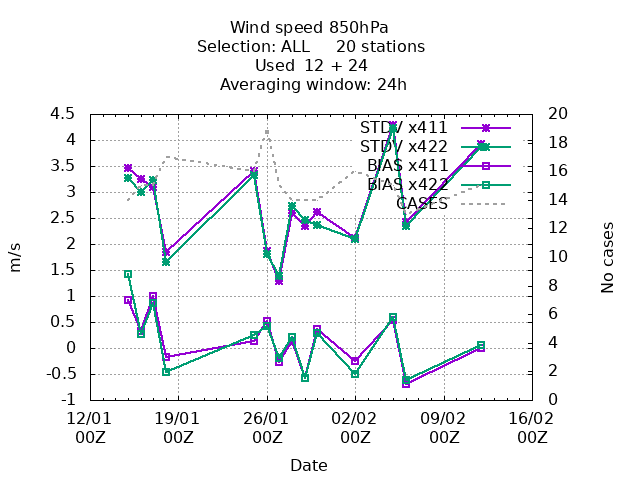 Wind speed 850hPa
Selection: ALL     20 stations
Used  12 + 24
Averaging window: 24h
STDV x411
STDV x422
BIAS x411
BIAS x422
CASES
4.5
4
3.5
3
2.5
2
1.5
1
0.5
0
-0.5
-1
m/s
20
18
16
14
12
10
8
6
4
2
0
No cases
12/01 19/01 26/01 02/02 09/02 16/02
00Z 00Z 00Z 00Z 00Z 00Z
Date